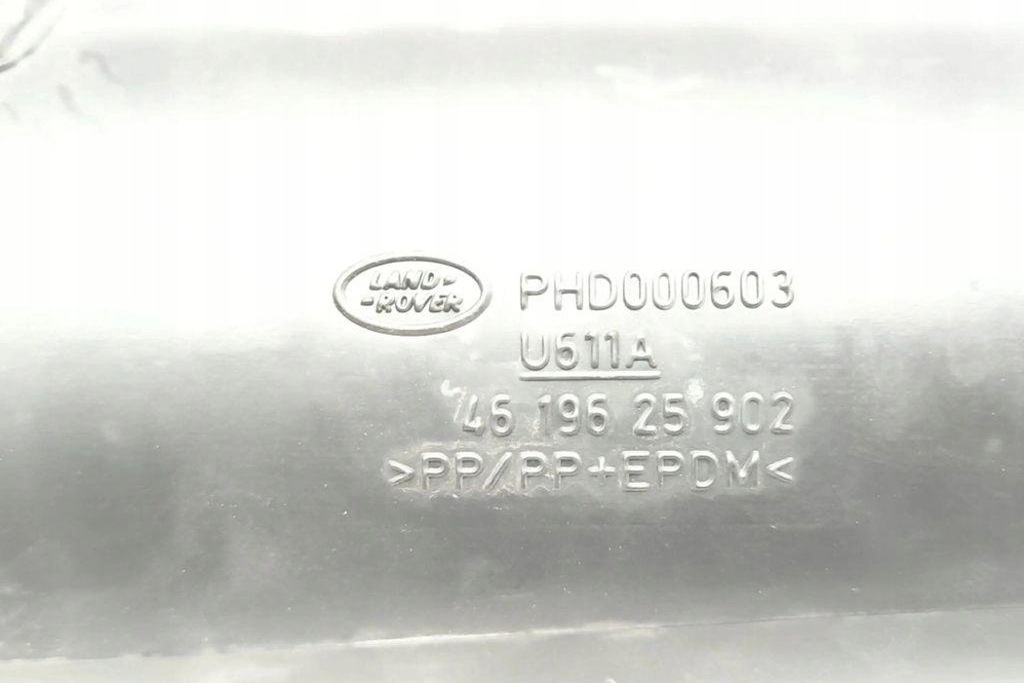 LAND-
-ROVER
PHD000603
U611A
46 196 25 902
>PP/PP+EPDM<